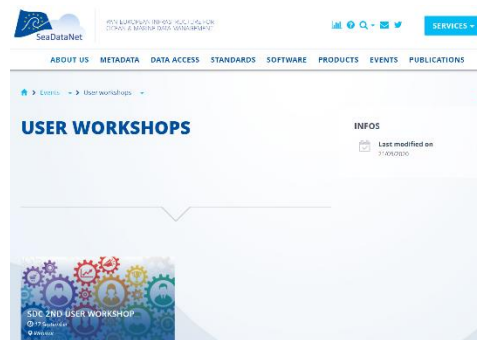 SeaDataNet
PAN-EUROPEAN INFRASTRUCTURE FOR
OCEAN & MARINE DATA MANAGEMENT
SERVICES
ABOUT US METADATA DATA ACCESS STANDARDS SOFTWARE PRODUCTS EVENTS PUBLICATIONS
Events User workshops
USER WORKSHOPS
INFOS
Last modified on
SDC 2ND USER WORKSHOP